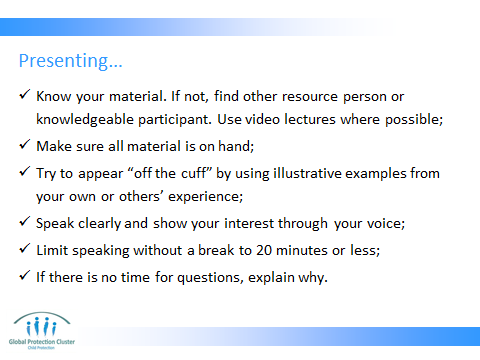 Presenting...
✓ Know your material. If not, find other resource person or
knowledgeable participant. Use video lectures where possible;
✓ Make sure all material is on hand;
✓ Try to appear “off the cuff” by using illustrative examples from
your own or others’ experience;
✓ Speak clearly and show your interest through your voice;
✓ Limit speaking without a break to 20 minutes or less;
✓ If there is no time for questions, explain why.
Global Protection Cluster
Child Protection